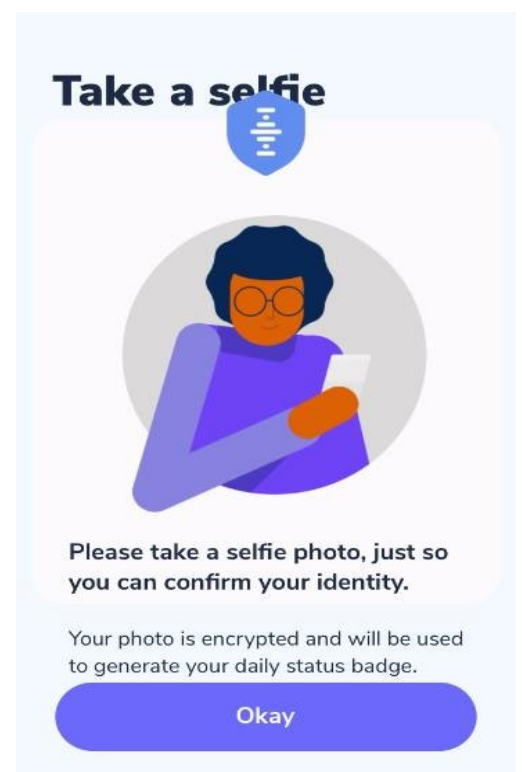 Take a selfie
Please take a selfie photo, just so
you can confirm your identity.
Your photo is encrypted and will be used
to generate your daily status badge.
Okay